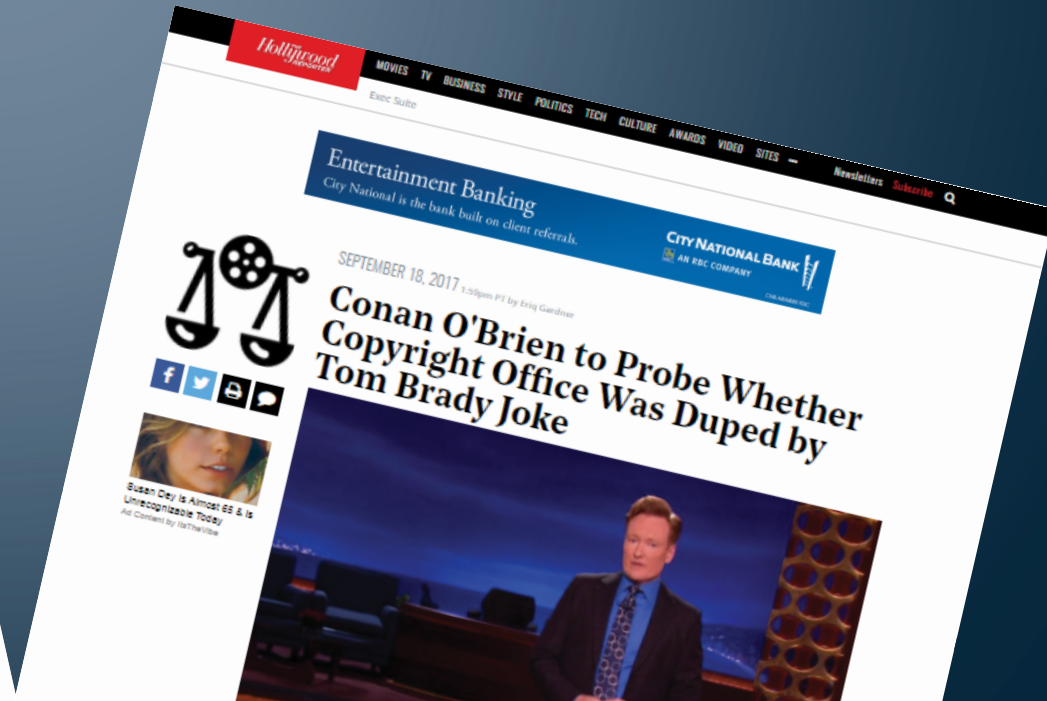 THE
Hollywood
REPORTER
MOVIES TV BUSINESS STYLE POLITICS TECH CULTURE AWARDS VIDEO SITES
Newsletters Subscribe
Exec Suite
Entertainment Banking
City National is the bank built on client referrals.
CITY NATIONAL BANK
AN RBC COMPANY
SEPTEMBER 18, 2017 1:59pm PT by Eriq Gardner
Conan O'Brien to Probe Whether
Copyright Office Was Duped by
Tom Brady Joke
Susan Dey Is Almost 65 & Is
Unrecognizable Today
Ad Content by ItsTheVibe